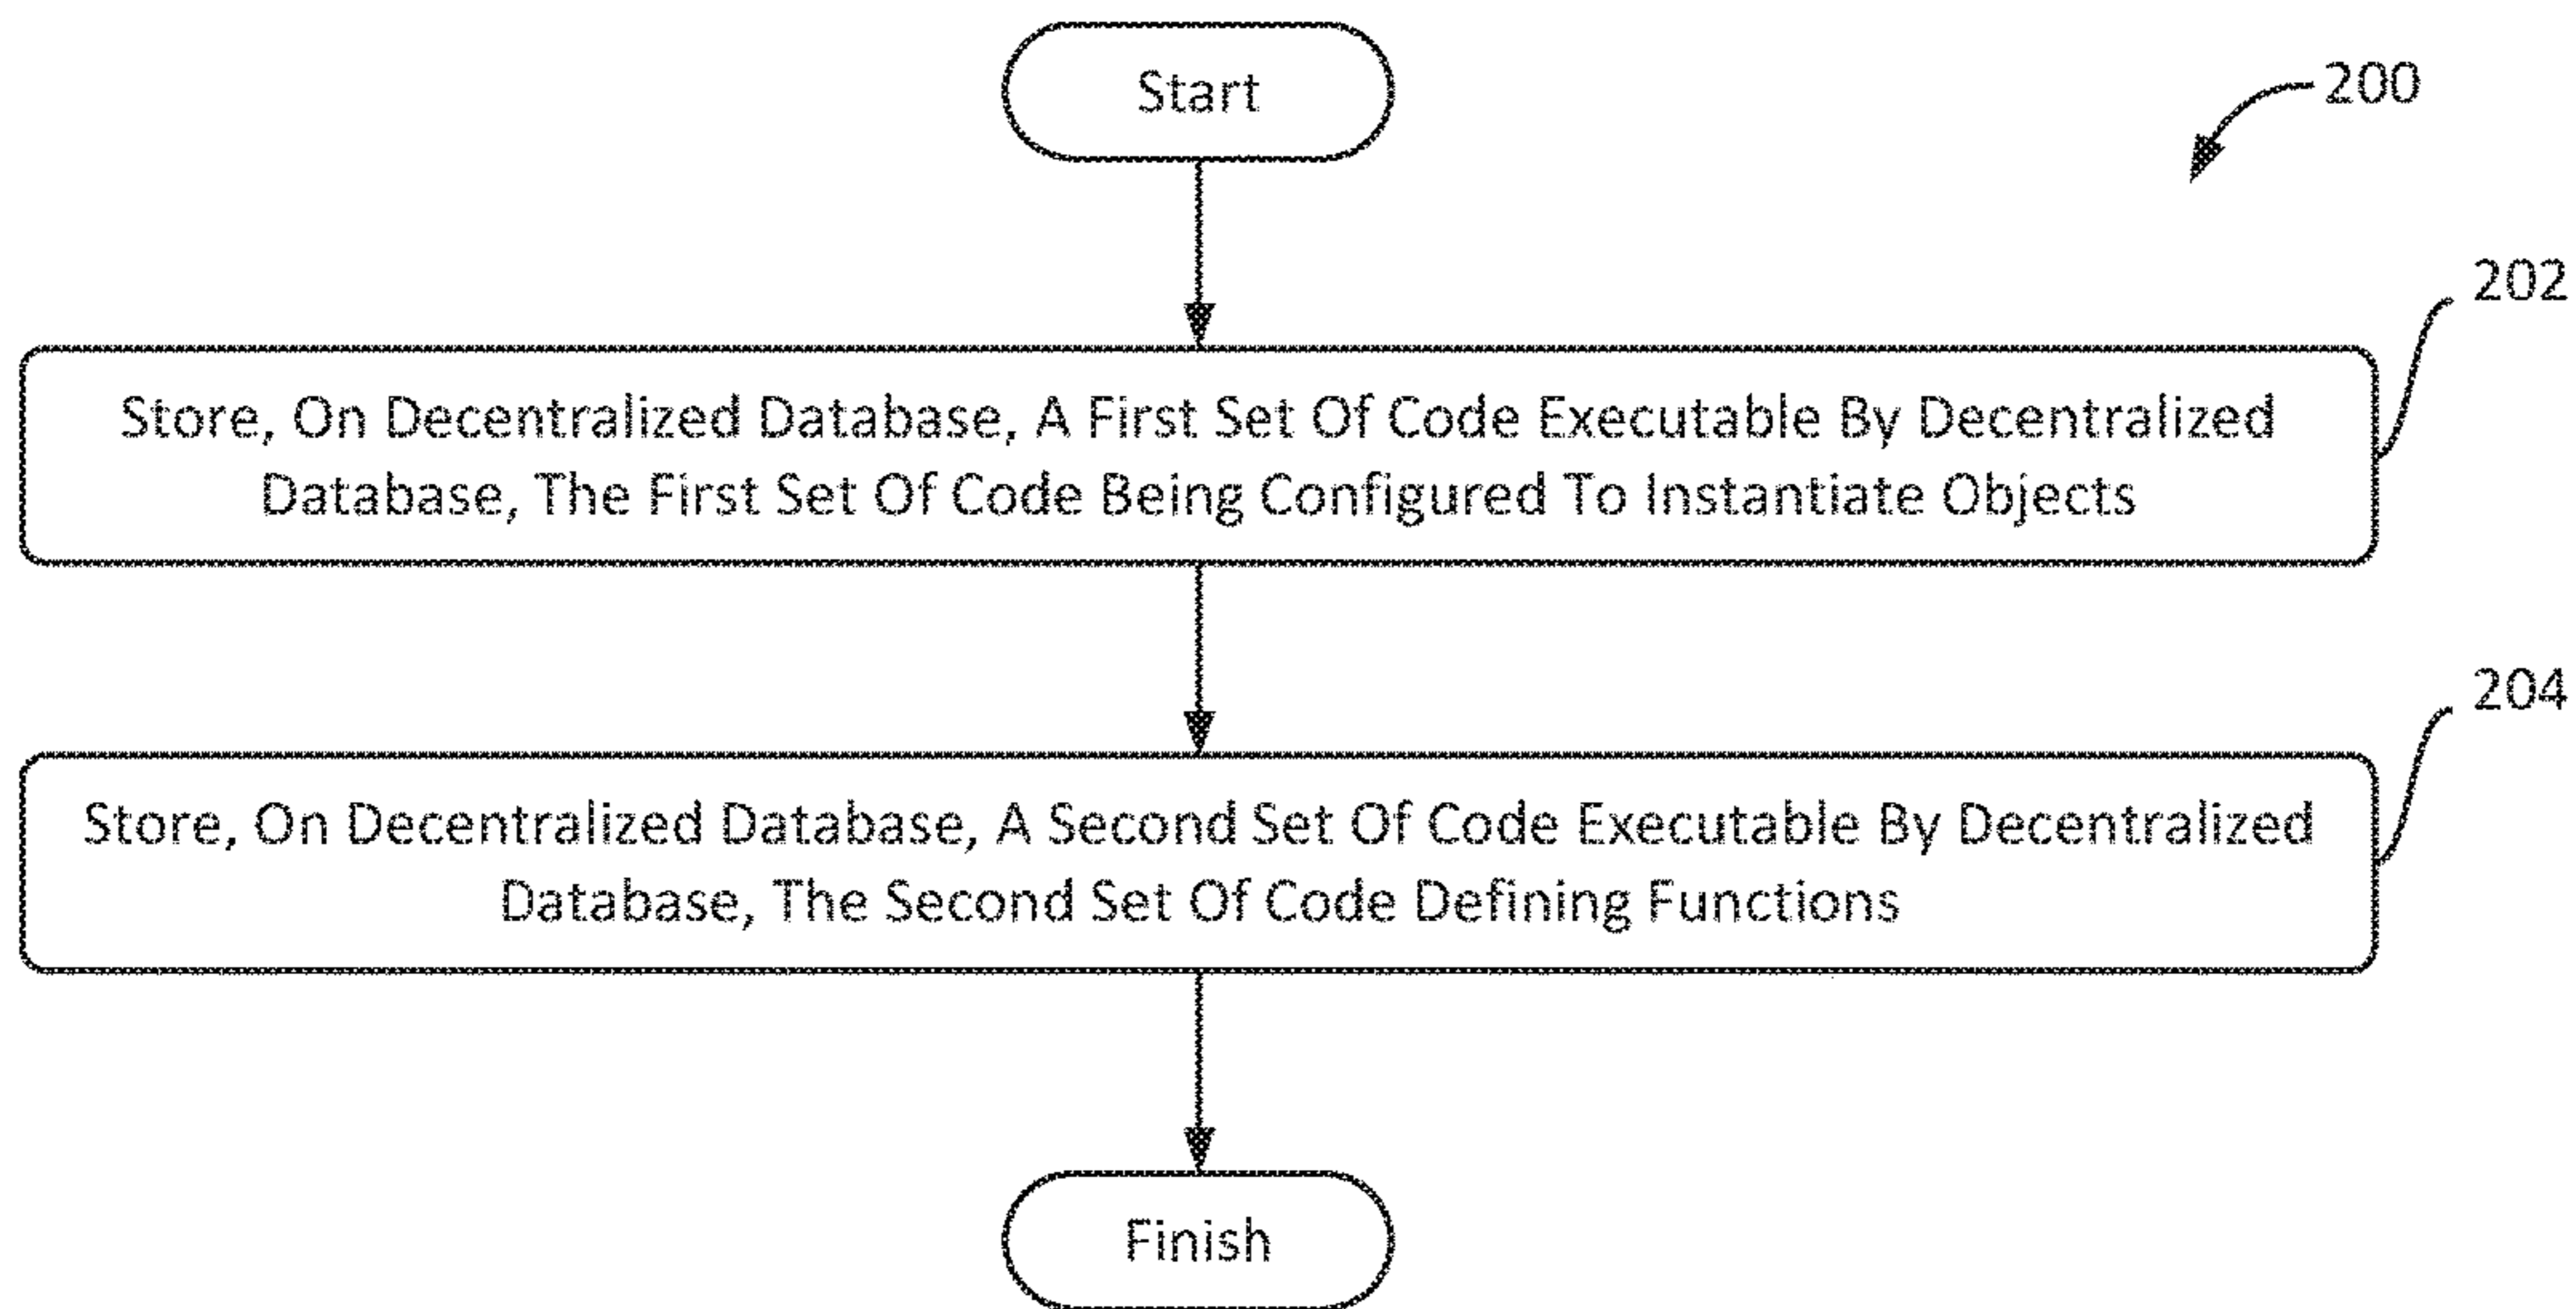 Start
200
202
Store, On Decentralized Database, A First Set Of Code Executable By Decentralized
Database, The First Set Of Code Being Configured To Instantiate Objects
204
Store, On Decentralized Database, A Second Set Of Code Executable By Decentralized
Database, The Second Set Of Code Defining Functions
Finish